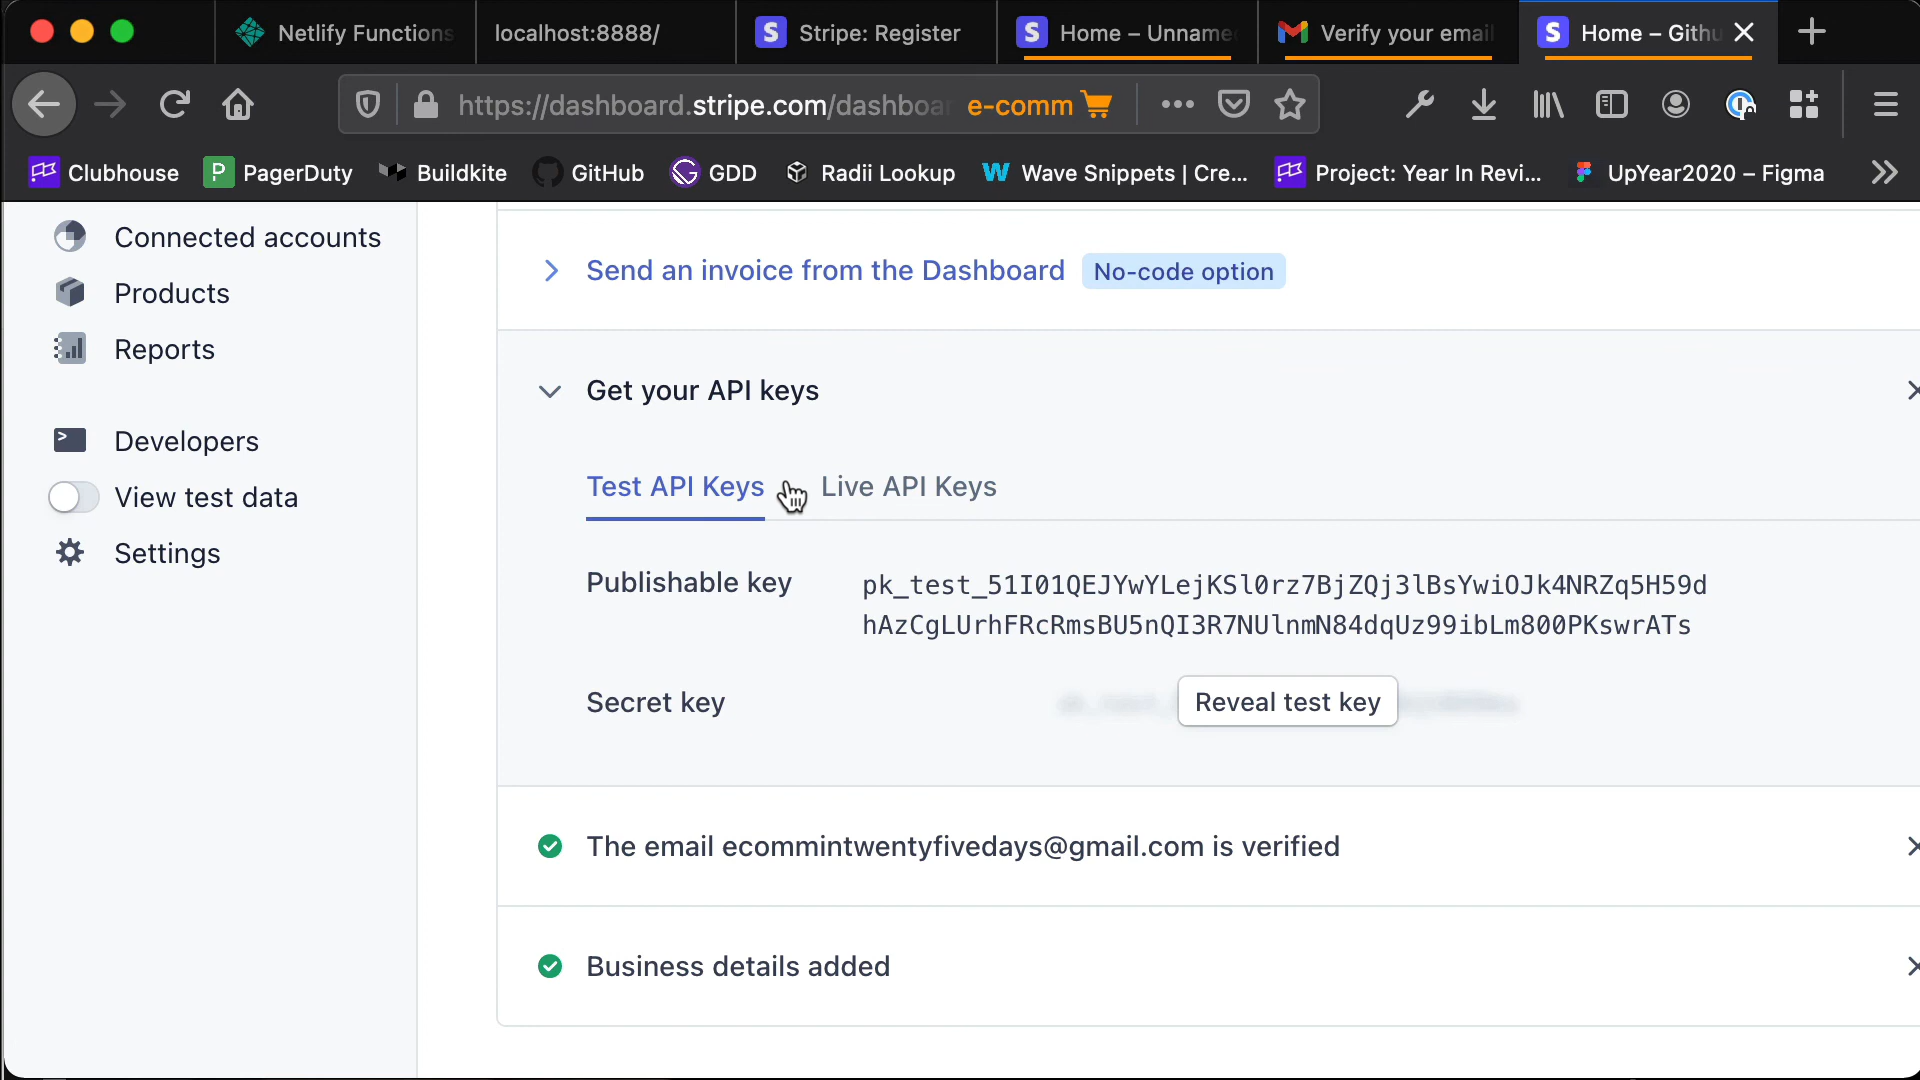 Netlify Functions
localhost:8888/
Stripe: Register
Home – Unname
Verify your email
Home – Githu
https://dashboard.stripe.com/dashboar
e-comm
Clubhouse
PagerDuty
Buildkite
GitHub
GDD
Radii Lookup
Wave Snippets | Cre...
Project: Year In Revi...
UpYear2020 – Figma
Connected accounts
Products
Reports
Developers
View test data
Settings
Send an invoice from the Dashboard
No-code option
Get your API keys
Test API Keys
Live API Keys
Publishable key
pk_test_51I01QEJYwYLejKSl0rz7BjZQj3lBsYwiOJk4NRZq5H59d
hAzCgLUrhFRcRmsBU5nQI3R7NUlnmN84dqUz99ibLm800PKswrATs
Secret key
Reveal test key
The email ecommintwentyfivedays@gmail.com is verified
Business details added